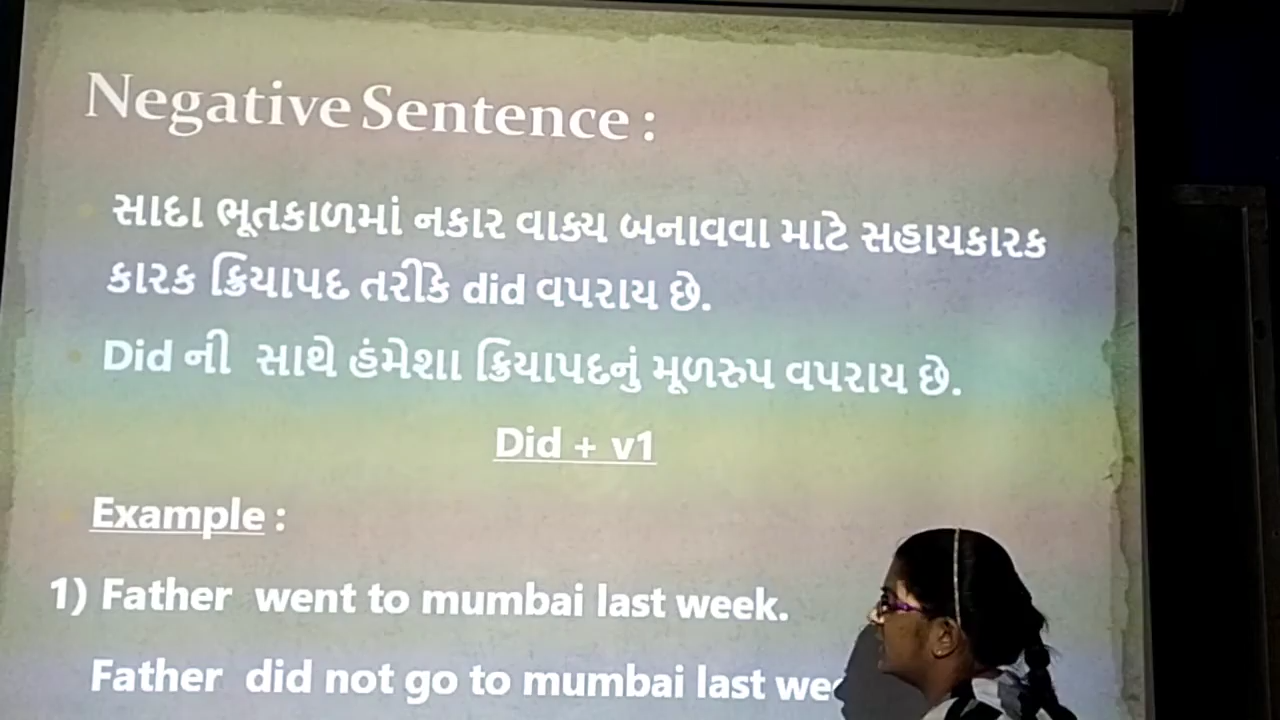 Negative Sentence :
સાદા ભૂતકાળમાં નકાર વાક્ય બનાવવા માટે સહાયકારક
કારક ક્રિયાપદ તરીકે did વપરાય છે.
Did ની સાથે હંમેશા ક્રિયાપદનું મૂળરુપ વપરાય છે.
Did + v1
Example :
1) Father went to mumbai last week.
Father did not go to mumbai last